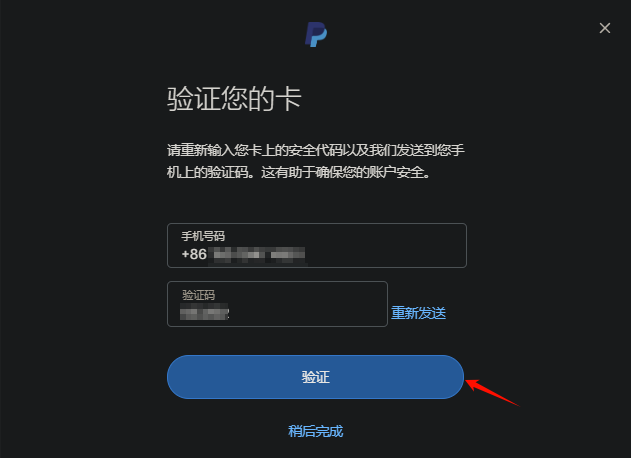 验证您的卡
请重新输入您卡上的安全代码以及我们发送到您手
机上的验证码。这有助于确保您的账户安全。
手机号码
+86
验证码
重新发送
验证
稍后完成